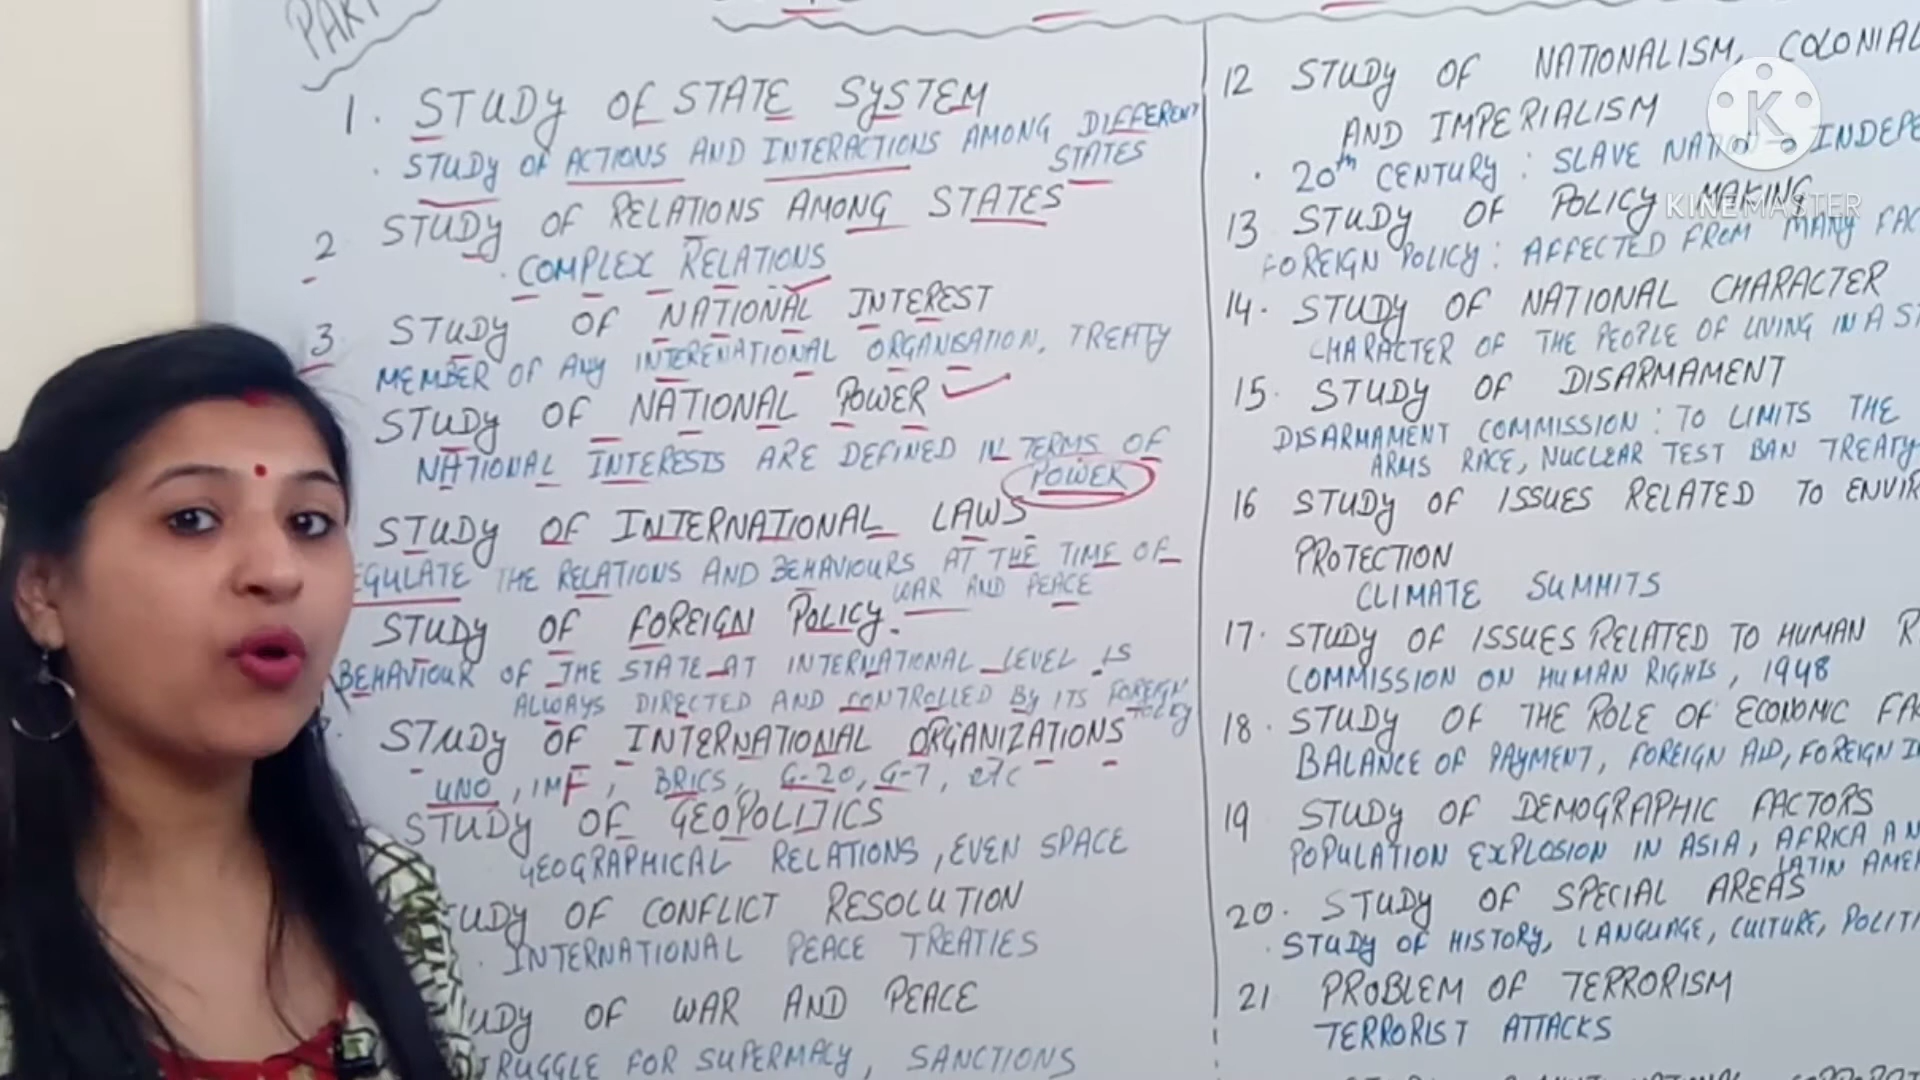 PART
1. STUDY OF STATE SYSTEM
. STUDY OF ACTIONS AND INTERACTIONS AMONG DIFFERENT
STATES
2 STUDY OF RELATIONS AMONG STATES
. COMPLEX RELATIONS
3 STUDY OF NATIONAL INTEREST
MEMBER OF ANY INTERENATIONAL ORGANISATION, TREATY
STUDY OF NATIONAL POWER
NATIONAL INTERESTS ARE DEFINED IN TERMS OF
POWER
STUDY OF INTERNATIONAL LAWS
EGULATE THE RELATIONS AND BEHAVIOURS AT THE TIME OF
WAR AND PEACE
STUDY OF FOREIGN POLICY.
BEHAVIOUR OF THE STATE AT INTERNATIONAL LEVEL IS
ALWAYS DIRECTED AND CONTROLLED BY ITS FOREIGN
POLICY
STUDY OF INTERNATIONAL ORGANIZATIONS
UNO, IMF, BRICS, G-20, G-7, etc
STUDY OF GEOPOLITICS
GEOGRAPHICAL RELATIONS, EVEN SPACE
TUDY OF CONFLICT RESOLUTION
. INTERNATIONAL PEACE TREATIES
UDY OF WAR AND PEACE
TRUGGLE FOR SUPERMACY, SANCTIONS
12 STUDY OF NATIONALISM, COLONIAL
AND IMPERIALISM
. 20th CENTURY : SLAVE NATION INDEPE
13 STUDY OF POLICY MAKING
FOREIGN POLICY : AFFECTED FROM MANY FAC
14. STUDY OF NATIONAL CHARACTER
CHARACTER OF THE PEOPLE OF LIVING IN A ST
15. STUDY OF DISARMAMENT
DISARMAMENT COMMISSION : TO LIMITS THE
ARMS RACE, NUCLEAR TEST BAN TREATY
16 STUDY OF ISSUES RELATED TO ENVIR
PROTECTION
CLIMATE SUMMITS
17. STUDY OF ISSUES RELATED TO HUMAN R
COMMISSION ON HUMAN RIGHTS, 1948
18. STUDY OF THE ROLE OF ECONOMIC FA
BALANCE OF PAYMENT, FOREIGN AID, FOREIGN I
19 STUDY OF DEMOGRAPHIC FACTORS
POPULATION EXPLOSION IN ASIA, AFRICA AN
LATIN AMER
20. STUDY OF SPECIAL AREAS
. STUDY OF HISTORY, LANGUAGE, CULTURE, POLITI
21 PROBLEM OF TERRORISM
TERRORIST ATTACKS
K
KINEMASTER